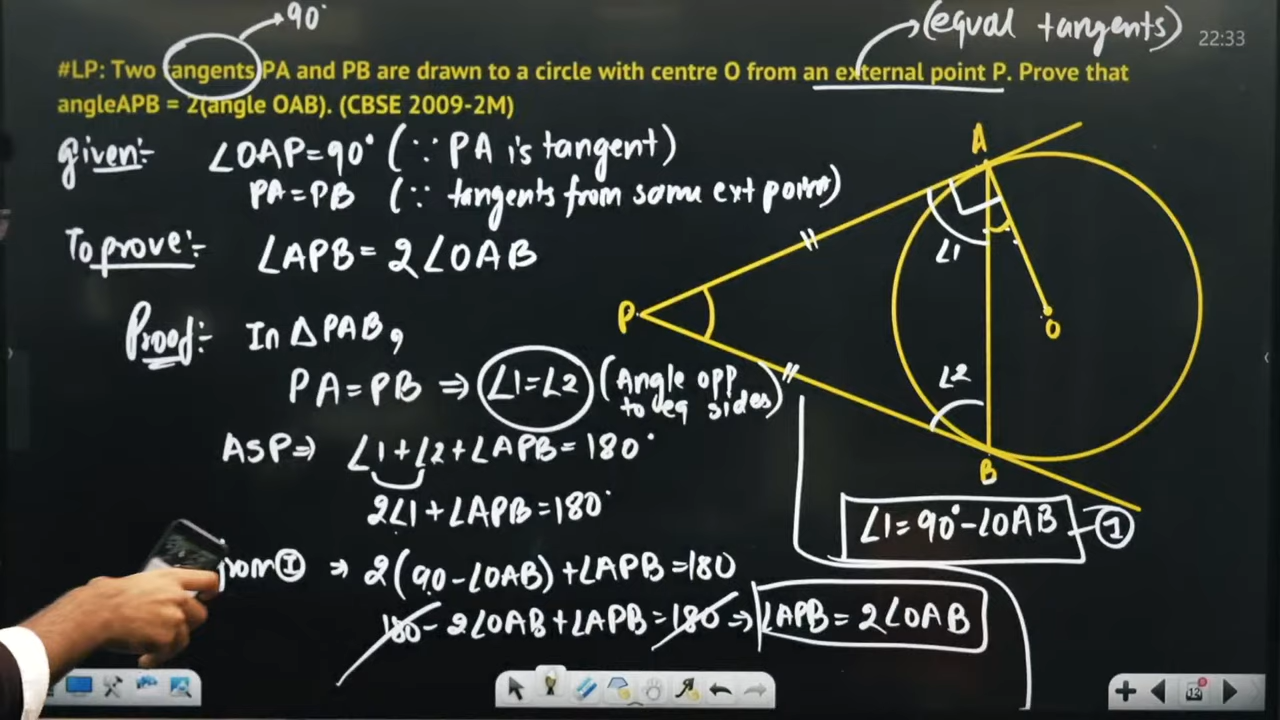 90°
(equal tangents)
22:33
#LP: Two tangents PA and PB are drawn to a circle with centre O from an external point P. Prove that
angleAPB = 2(angle OAB). (CBSE 2009-2M)
given:- ∠OAP=90° (∵ PA is tangent)
PA=PB (∵ tangents from same ext point)
To prove:- ∠APB=2∠OAB
Proof:- In △PAB,
PA=PB ⇒ ∠1=∠2 (Angle opp to eq sides)
ASP⇒ ∠1+∠2+∠APB=180°
2∠1+∠APB=180°
from ① ⇒ 2(90-∠OAB)+∠APB=180
180-2∠OAB+∠APB=180⇒ ∠APB=2∠OAB
A
∠1
P
O
∠2
B
∠1=90°-∠OAB - ①